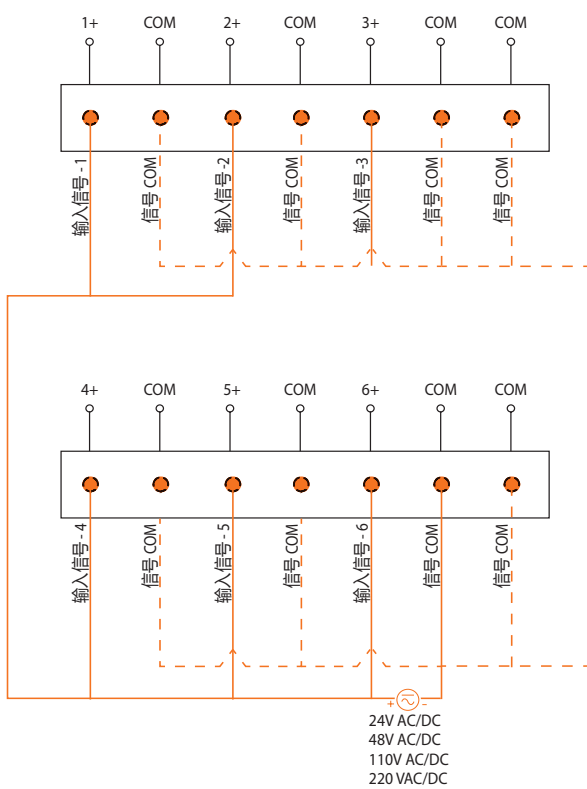 1+ COM 2+ COM 3+ COM COM
输入信号 - 1
信号 COM
输入信号 -2
信号 COM
输入信号 -3
信号 COM
信号 COM
4+ COM 5+ COM 6+ COM COM
输入信号 - 4
信号 COM
输入信号 - 5
信号 COM
输入信号 - 6
信号 COM
信号 COM
+ -
24V AC/DC
48V AC/DC
110V AC/DC
220 VAC/DC